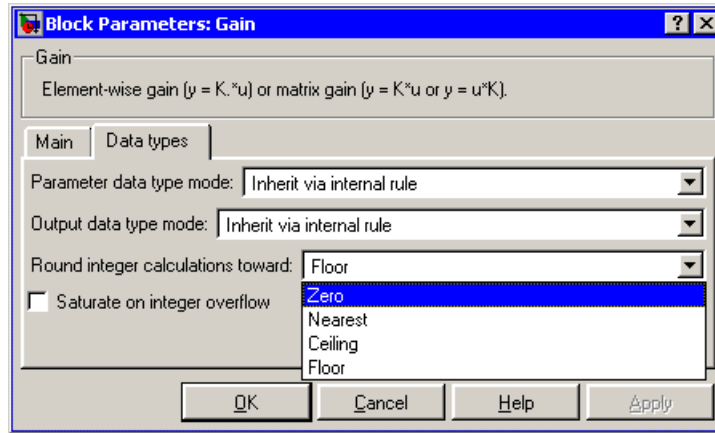 Block Parameters: Gain
Gain
Element-wise gain (y = K.*u) or matrix gain (y = K*u or y = u*K).
Main Data types
Parameter data type mode: Inherit via internal rule
Output data type mode: Inherit via internal rule
Round integer calculations toward: Floor
Saturate on integer overflow
Zero
Nearest
Ceiling
Floor
OK Cancel Help Apply